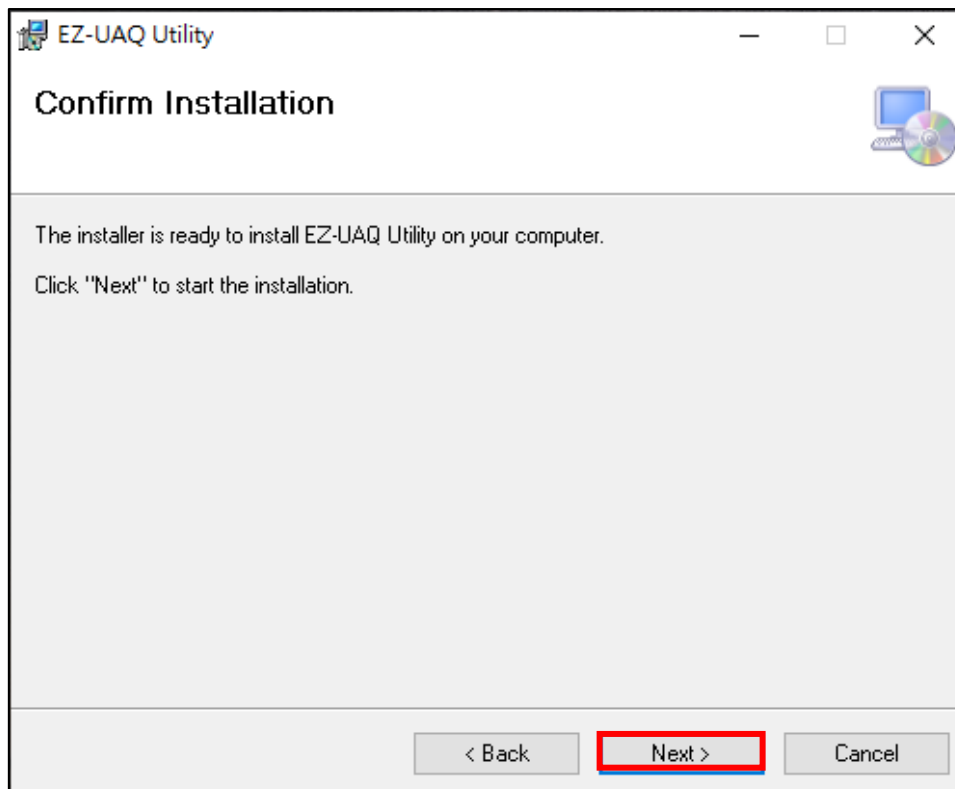 EZ-UAQ Utility
Confirm Installation
The installer is ready to install EZ-UAQ Utility on your computer.
Click "Next" to start the installation.
< Back Next > Cancel